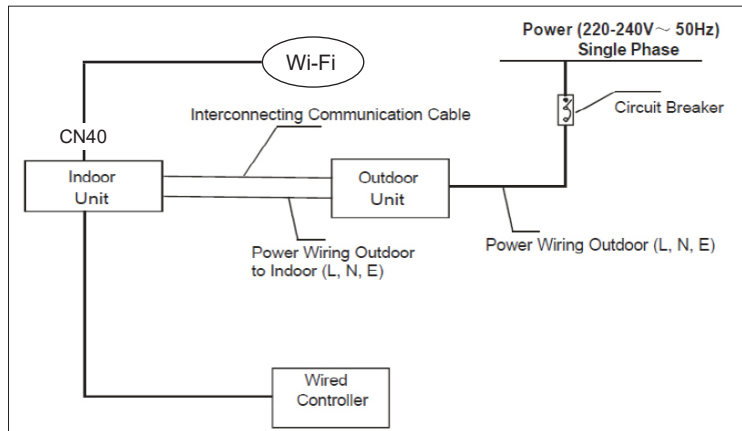 Power (220-240V～ 50Hz)
Single Phase
Wi-Fi
Interconnecting Communication Cable
Circuit Breaker
CN40
Indoor
Unit
Outdoor
Unit
Power Wiring Outdoor
to Indoor (L, N, E)
Power Wiring Outdoor (L, N, E)
Wired
Controller